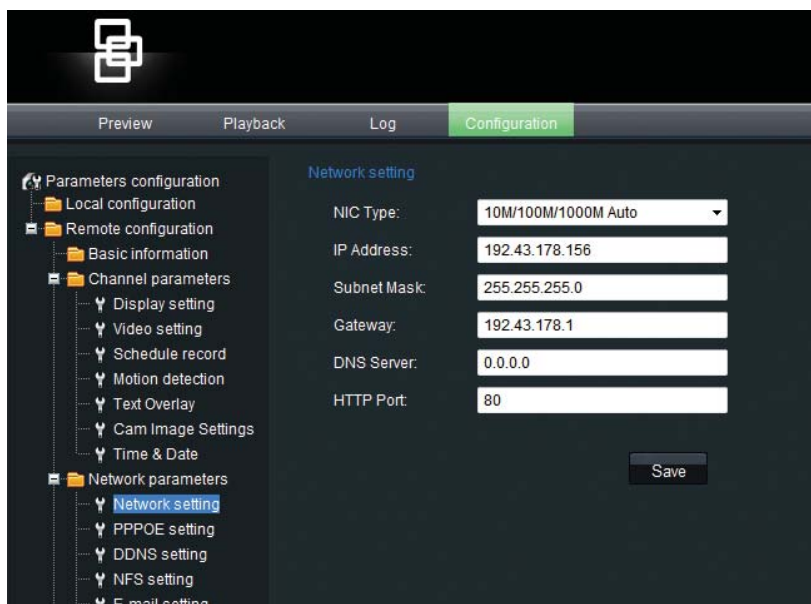 Preview
Playback
Log
Configuration
Parameters configuration
Local configuration
Remote configuration
Basic information
Channel parameters
Display setting
Video setting
Schedule record
Motion detection
Text Overlay
Cam Image Settings
Time & Date
Network parameters
Network setting
PPPOE setting
DDNS setting
NFS setting
E-mail setting
Network setting
NIC Type: 10M/100M/1000M Auto
IP Address: 192.43.178.156
Subnet Mask: 255.255.255.0
Gateway: 192.43.178.1
DNS Server: 0.0.0.0
HTTP Port: 80
Save